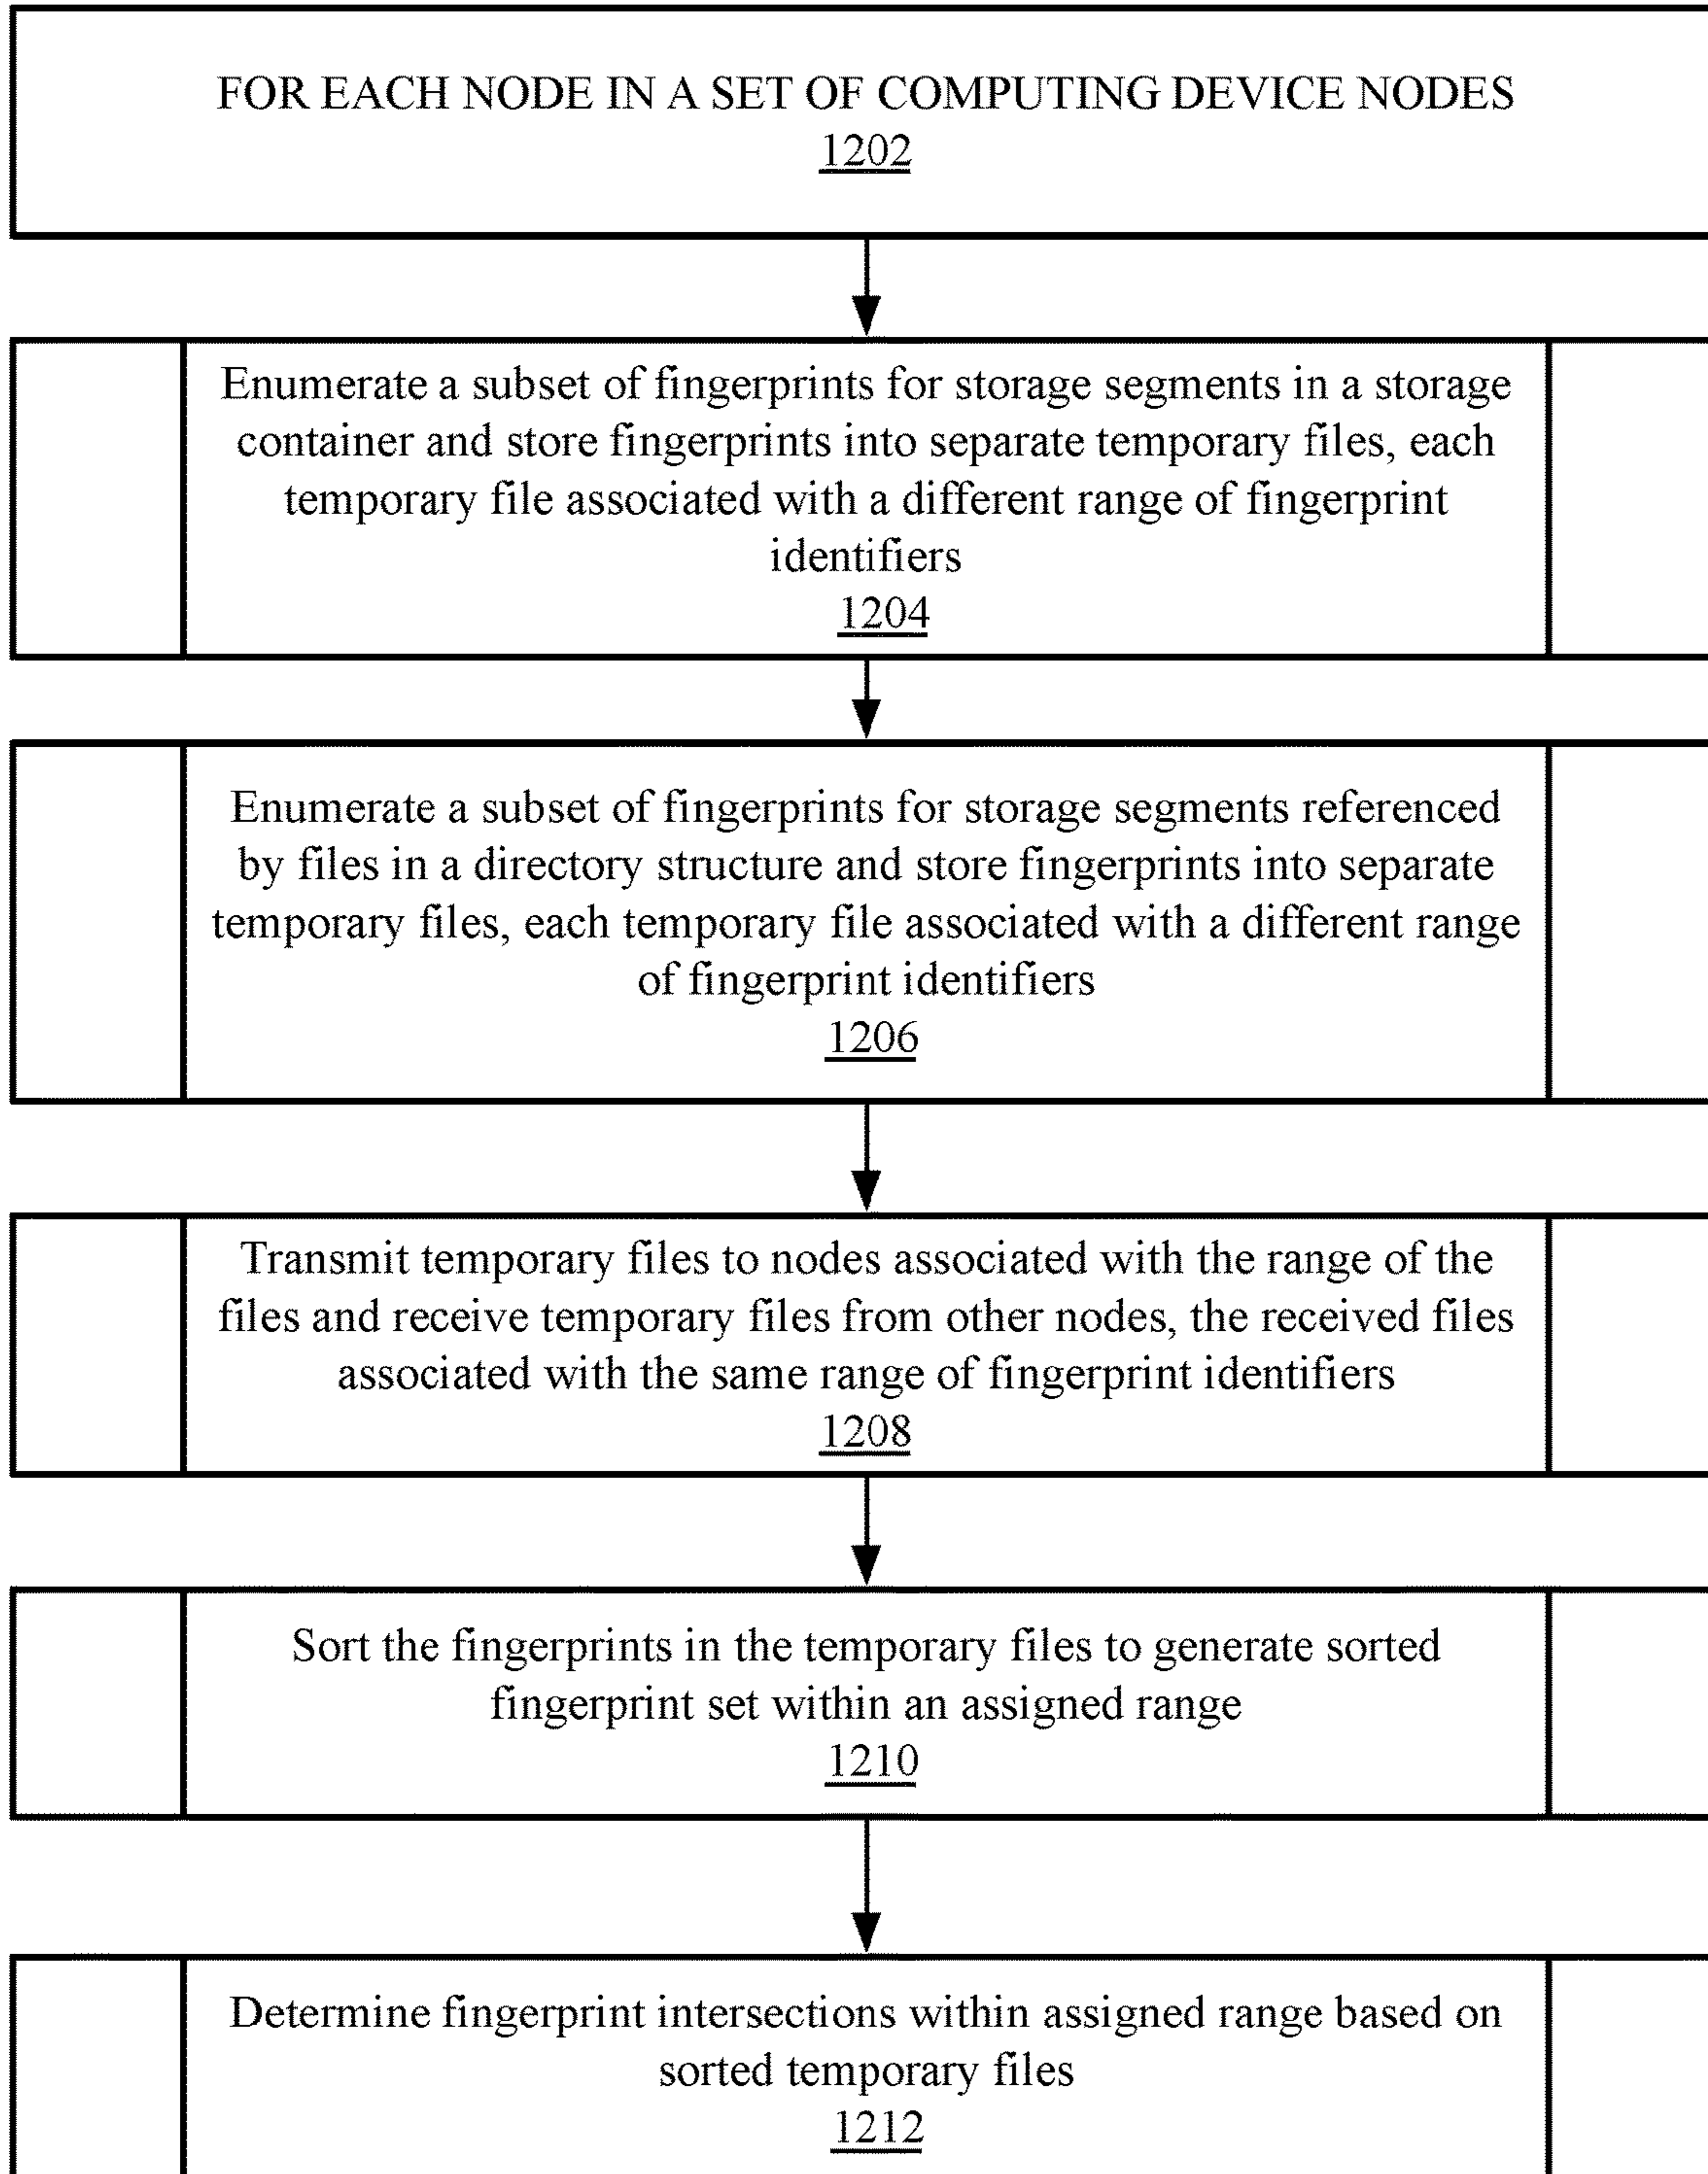 FOR EACH NODE IN A SET OF COMPUTING DEVICE NODES
1202
Enumerate a subset of fingerprints for storage segments in a storage
container and store fingerprints into separate temporary files, each
temporary file associated with a different range of fingerprint
identifiers
1204
Enumerate a subset of fingerprints for storage segments referenced
by files in a directory structure and store fingerprints into separate
temporary files, each temporary file associated with a different range
of fingerprint identifiers
1206
Transmit temporary files to nodes associated with the range of the
files and receive temporary files from other nodes, the received files
associated with the same range of fingerprint identifiers
1208
Sort the fingerprints in the temporary files to generate sorted
fingerprint set within an assigned range
1210
Determine fingerprint intersections within assigned range based on
sorted temporary files
1212